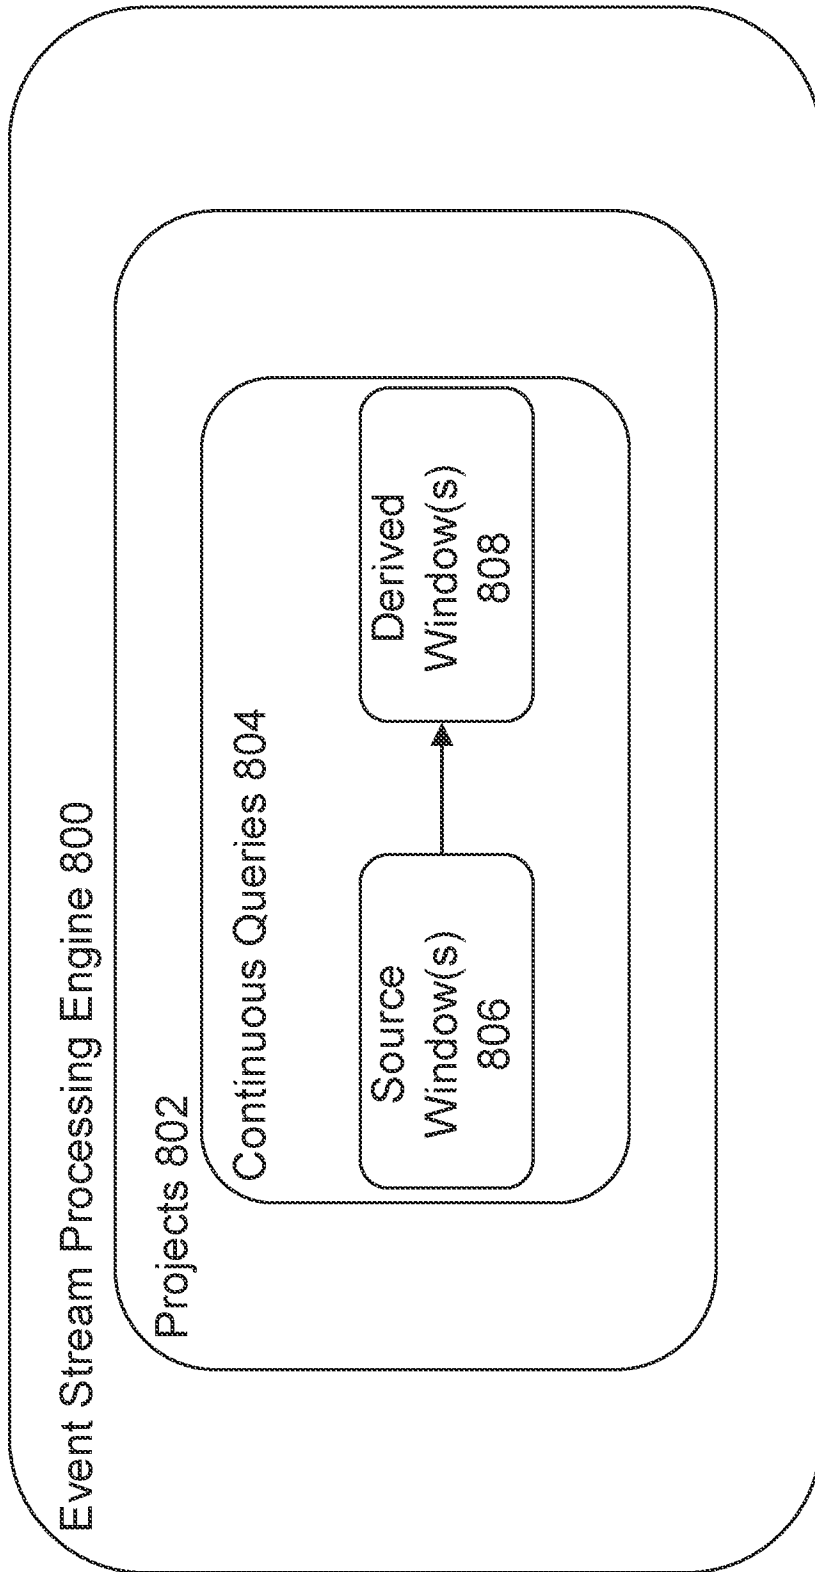 Event Stream Processing Engine 800
Projects 802
Continuous Queries 804
Source
Window(s)
806
Derived
Window(s)
808